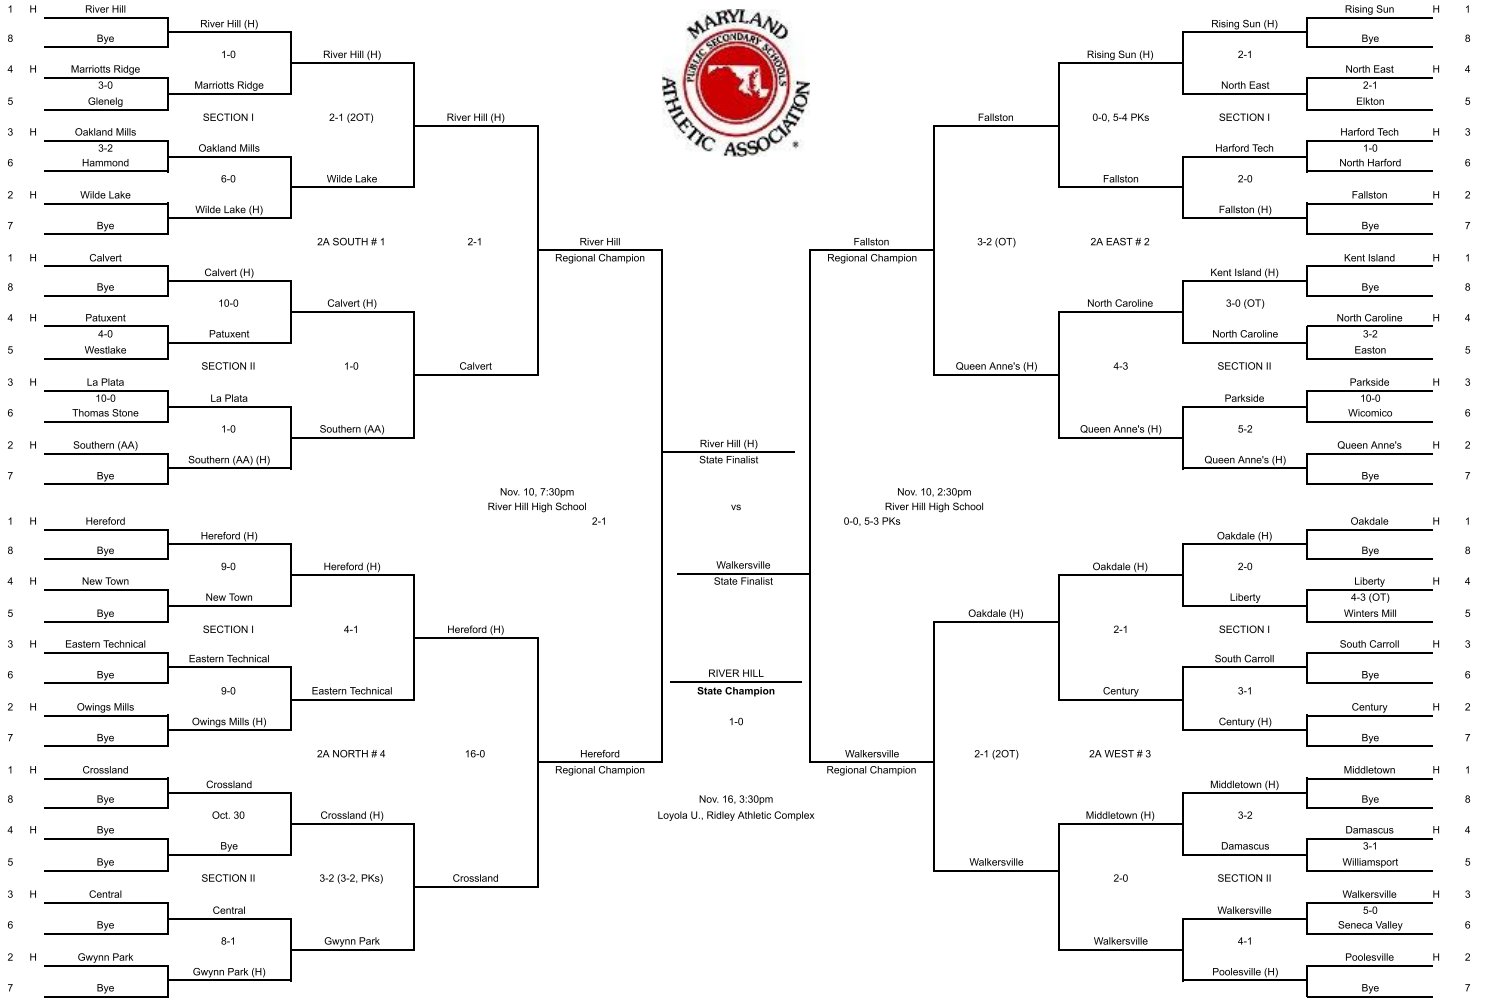 MARYLAND
PUBLIC SECONDARY SCHOOLS
ATHLETIC ASSOCIATION
®
1 H River Hill
8 Bye
4 H Marriotts Ridge
3-0
5 Glenelg
3 H Oakland Mills
3-2
6 Hammond
2 H Wilde Lake
7 Bye
1 H Calvert
8 Bye
4 H Patuxent
4-0
5 Westlake
3 H La Plata
10-0
6 Thomas Stone
2 H Southern (AA)
7 Bye
1 H Hereford
8 Bye
4 H New Town
5 Bye
3 H Eastern Technical
6 Bye
2 H Owings Mills
7 Bye
1 H Crossland
8 Bye
4 H Bye
5 Bye
3 H Central
6 Bye
2 H Gwynn Park
7 Bye
River Hill (H)
1-0
Marriotts Ridge
SECTION I
Oakland Mills
6-0
Wilde Lake (H)
Calvert (H)
10-0
Patuxent
SECTION II
La Plata
1-0
Southern (AA) (H)
Hereford (H)
9-0
New Town
SECTION I
Eastern Technical
9-0
Owings Mills (H)
Crossland
Oct. 30
Bye
SECTION II
Central
8-1
Gwynn Park (H)
River Hill (H)
2-1 (2OT)
Wilde Lake
2A SOUTH # 1
Calvert (H)
1-0
Southern (AA)
Hereford (H)
4-1
Eastern Technical
2A NORTH # 4
Crossland (H)
3-2 (3-2, PKs)
Gwynn Park
River Hill (H)
2-1
Calvert
Hereford (H)
16-0
Crossland
River Hill
Regional Champion
Nov. 10, 7:30pm
River Hill High School
2-1
Hereford
Regional Champion
River Hill (H)
State Finalist
vs
Walkersville
State Finalist
RIVER HILL
State Champion
1-0
Nov. 16, 3:30pm
Loyola U., Ridley Athletic Complex
Fallston
Regional Champion
Nov. 10, 2:30pm
River Hill High School
0-0, 5-3 PKs
Walkersville
Regional Champion
Fallston
3-2 (OT)
Queen Anne's (H)
Oakdale (H)
2-1 (2OT)
Walkersville
Rising Sun (H)
0-0, 5-4 PKs
Fallston
2A EAST # 2
North Caroline
4-3
Queen Anne's (H)
Oakdale (H)
2-1
Century
2A WEST # 3
Middletown (H)
2-0
Walkersville
Rising Sun (H)
2-1
North East
SECTION I
Harford Tech
2-0
Fallston (H)
Kent Island (H)
3-0 (OT)
North Caroline
SECTION II
Parkside
5-2
Queen Anne's (H)
Oakdale (H)
2-0
Liberty
SECTION I
South Carroll
3-1
Century (H)
Middletown (H)
3-2
Damascus
SECTION II
Walkersville
4-1
Poolesville (H)
Rising Sun H 1
Bye 8
North East H 4
2-1
Elkton 5
Harford Tech H 3
1-0
North Harford 6
Fallston H 2
Bye 7
Kent Island H 1
Bye 8
North Caroline H 4
3-2
Easton 5
Parkside H 3
10-0
Wicomico 6
Queen Anne's H 2
Bye 7
Oakdale H 1
Bye 8
Liberty H 4
4-3 (OT)
Winters Mill 5
South Carroll H 3
Bye 6
Century H 2
Bye 7
Middletown H 1
Bye 8
Damascus H 4
3-1
Williamsport 5
Walkersville H 3
5-0
Seneca Valley 6
Poolesville H 2
Bye 7